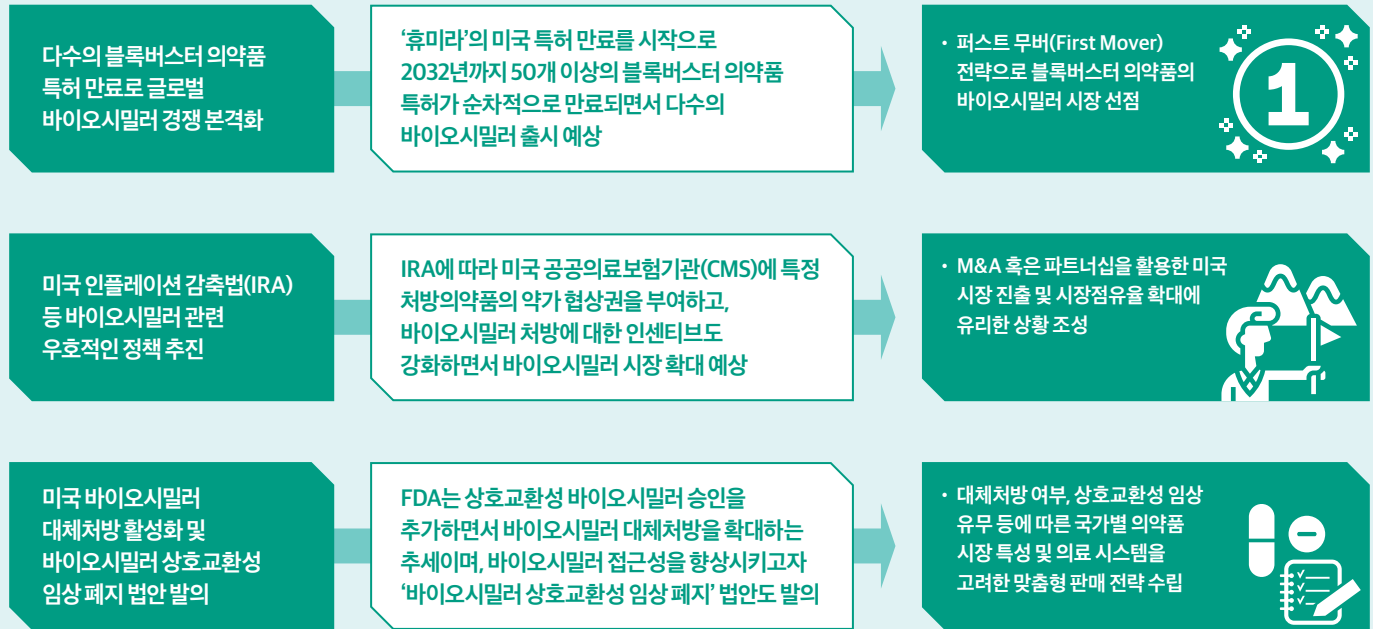 다수의 블록버스터 의약품
특허 만료로 글로벌
바이오시밀러 경쟁 본격화
‘휴미라’의 미국 특허 만료를 시작으로
2032년까지 50개 이상의 블록버스터 의약품
특허가 순차적으로 만료되면서 다수의
바이오시밀러 출시 예상
• 퍼스트 무버(First Mover)
전략으로 블록버스터 의약품의
바이오시밀러 시장 선점
1
미국 인플레이션 감축법(IRA)
등 바이오시밀러 관련
우호적인 정책 추진
IRA에 따라 미국 공공의료보험기관(CMS)에 특정
처방의약품의 약가 협상권을 부여하고,
바이오시밀러 처방에 대한 인센티브도
강화하면서 바이오시밀러 시장 확대 예상
• M&A 혹은 파트너십을 활용한 미국
시장 진출 및 시장점유율 확대에
유리한 상황 조성
미국 바이오시밀러
대체처방 활성화 및
바이오시밀러 상호교환성
임상 폐지 법안 발의
FDA는 상호교환성 바이오시밀러 승인을
추가하면서 바이오시밀러 대체처방을 확대하는
추세이며, 바이오시밀러 접근성을 향상시키고자
‘바이오시밀러 상호교환성 임상 폐지’ 법안도 발의
• 대체처방 여부, 상호교환성 임상
유무 등에 따른 국가별 의약품
시장 특성 및 의료 시스템을
고려한 맞춤형 판매 전략 수립